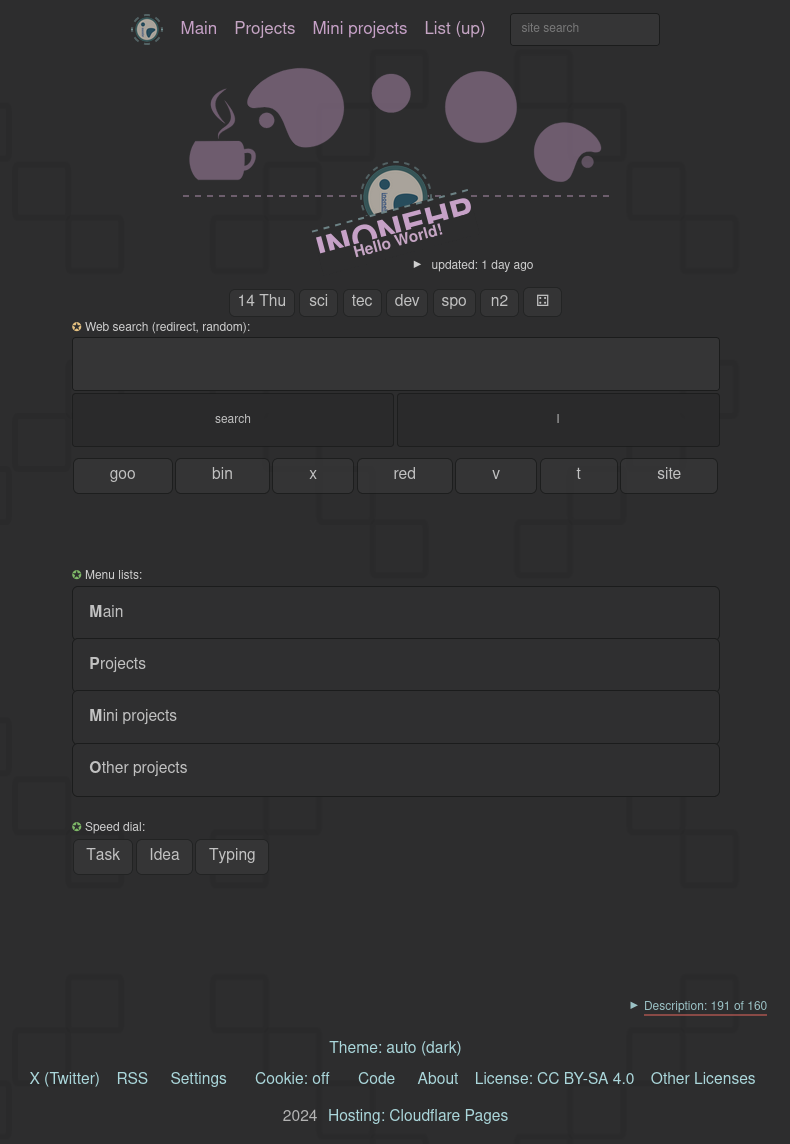 Main Projects Mini projects List (up) site search
INONEHP
Hello World!
► updated: 1 day ago
14 Thu sci tec dev spo n2 ⚃
✪ Web search (redirect, random):
search I
goo bin x red v t site
✪ Menu lists:
Main
Projects
Mini projects
Other projects
✪ Speed dial:
Task Idea Typing
► Description: 191 of 160
Theme: auto (dark)
X (Twitter) RSS Settings Cookie: off Code About License: CC BY-SA 4.0 Other Licenses
2024 Hosting: Cloudflare Pages